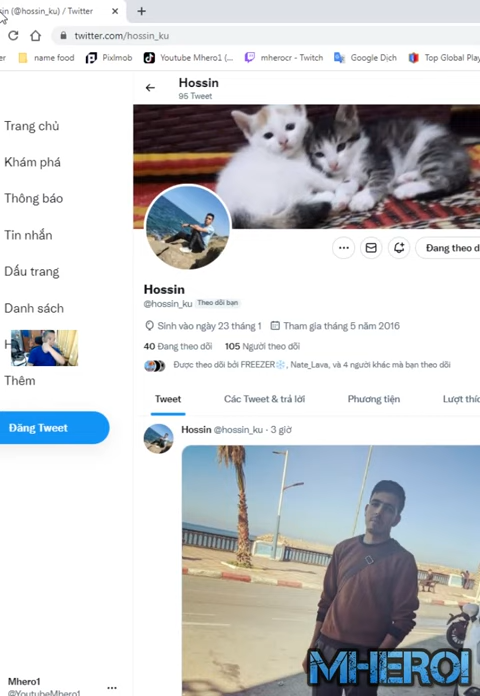 kin (@hossin_ku) / Twitter
twitter.com/hossin_ku
name food
Pixlmob
Youtube Mhero1 (...
mherocr - Twitch
Google Dịch
Top Global Play
Hossin
95 Tweet
Trang chủ
Khám phá
Thông báo
Tin nhắn
Dấu trang
Danh sách
Thêm
Đăng Tweet
Đang theo d
Hossin
@hossin_ku Theo dõi bạn
Sinh vào ngày 23 tháng 1 Tham gia tháng 5 năm 2016
40 Đang theo dõi 105 Người theo dõi
Được theo dõi bởi FREEZER❄️, Nate_Lava, và 4 người khác mà bạn theo dõi
Tweet
Các Tweet & trả lời
Phương tiện
Lượt thíc
Hossin @hossin_ku · 3 giờ
MHERO!
Mhero1
@YoutubeMhero1